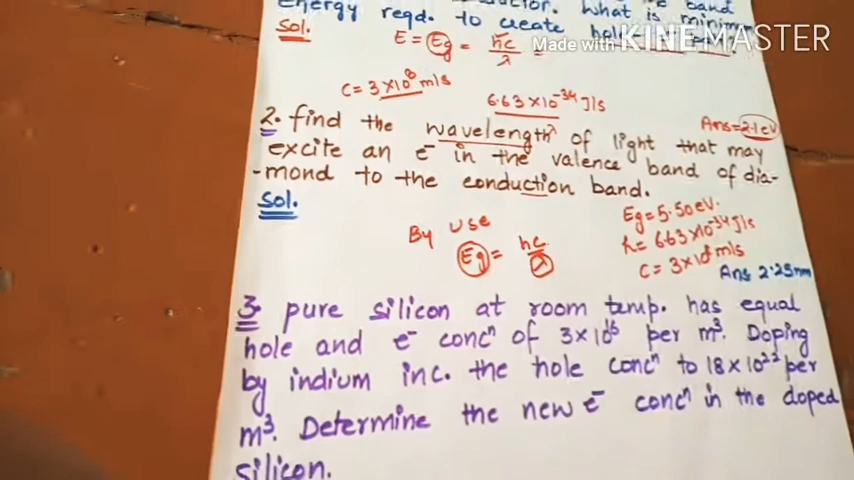 Energy reqd. to create hole
What is minimum
Sol.
E = Eg = hc/λ
Made with KINEMASTER
C = 3×10⁸ m/s
6.63×10⁻³⁴ J/s
Ans = 2.1 eV
2. find the wavelength λ of light that may
excite an e⁻ in the valence band of dia-
-mond to the conduction band.
Sol.
By use
Eg = hc/λ
Eg = 5.50 eV.
h = 6.63×10⁻³⁴ J/s
C = 3×10⁸ m/s
Ans 2.25 nm
3. pure silicon at room temp. has equal
hole and e⁻ concⁿ of 3×10¹⁶ per m³. Doping
by indium inc. the hole concⁿ to 18×10²² per
m³. Determine the new e⁻ concⁿ in the doped
silicon.